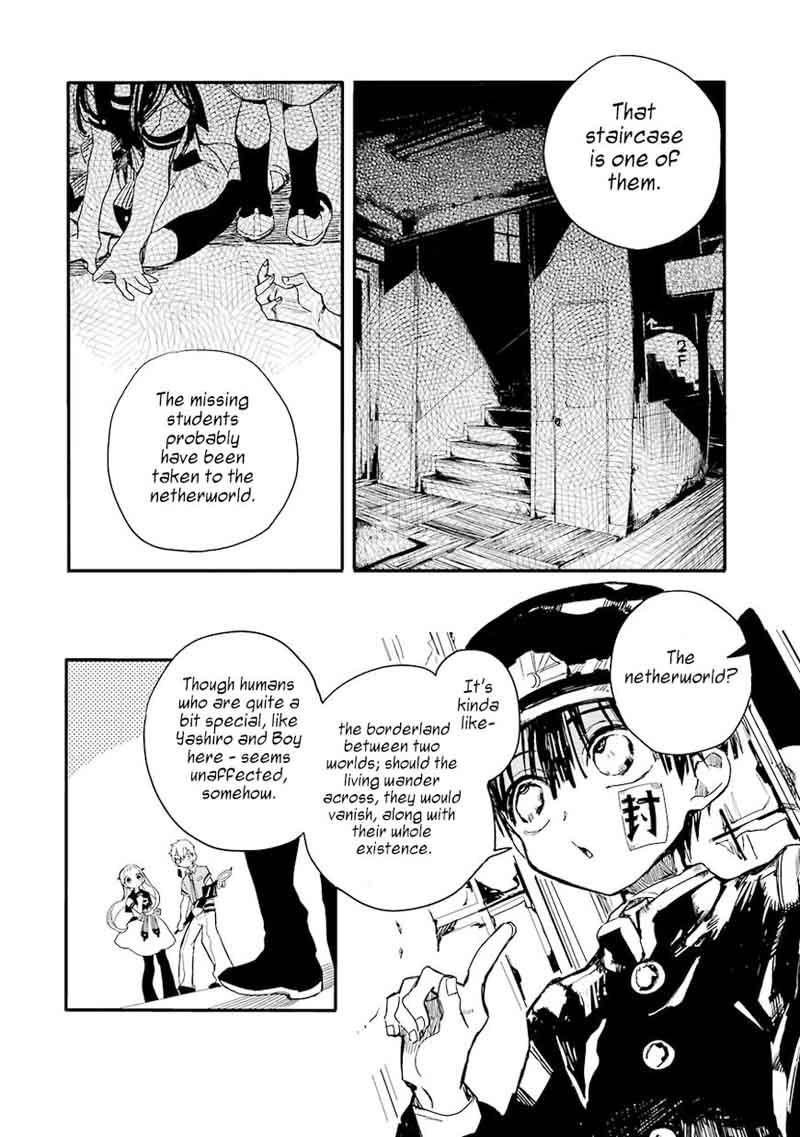 That
staircase
is one of
them.
2
F
The missing
students
probably
have been
taken to the
netherworld.
The
netherworld?
封
It's
kinda
like-
the borderland
between two
worlds; should the
living wander
across, they would
vanish, along with
their whole
existence.
Though humans
who are quite a
bit special, like
Yashiro and Boy
here - seems
unaffected,
somehow.